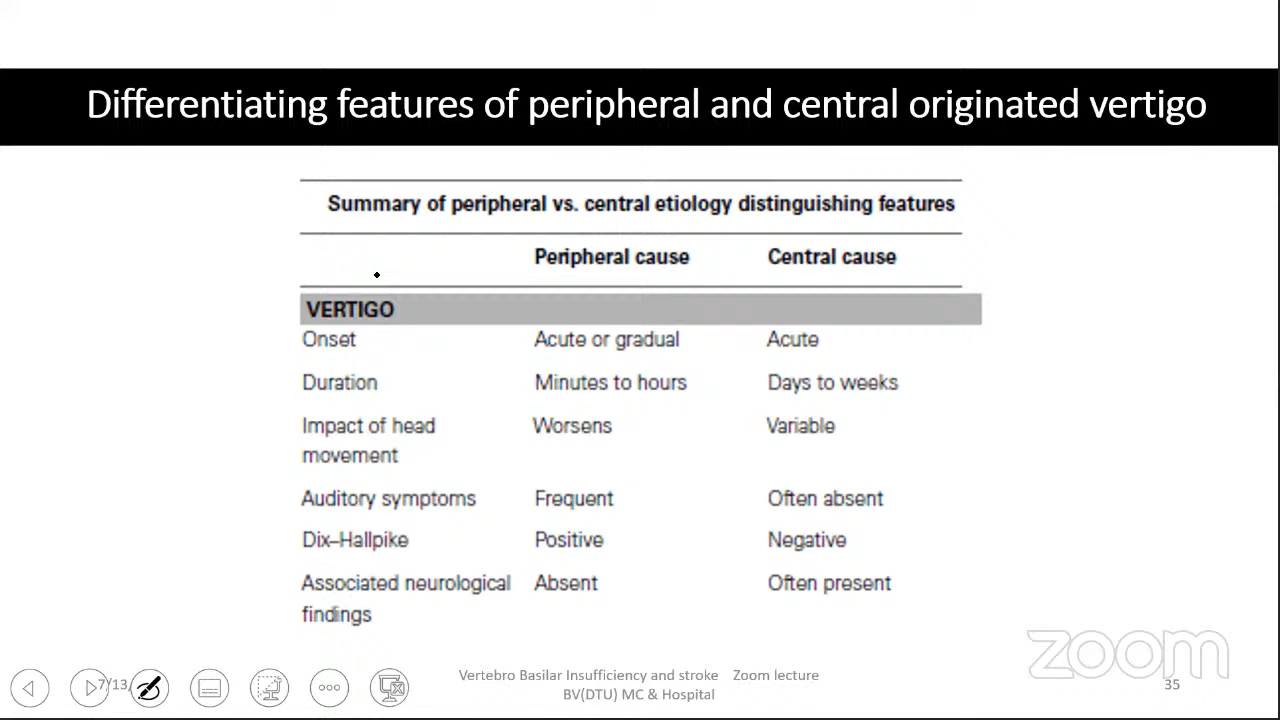 Differentiating features of peripheral and central originated vertigo
Summary of peripheral vs. central etiology distinguishing features
Peripheral cause Central cause
VERTIGO
Onset Acute or gradual Acute
Duration Minutes to hours Days to weeks
Impact of head Worsens Variable
movement
Auditory symptoms Frequent Often absent
Dix–Hallpike Positive Negative
Associated neurological Absent Often present
findings
zoom
7/13/
Vertebro Basilar Insufficiency and stroke Zoom lecture
BV(DTU) MC & Hospital
35